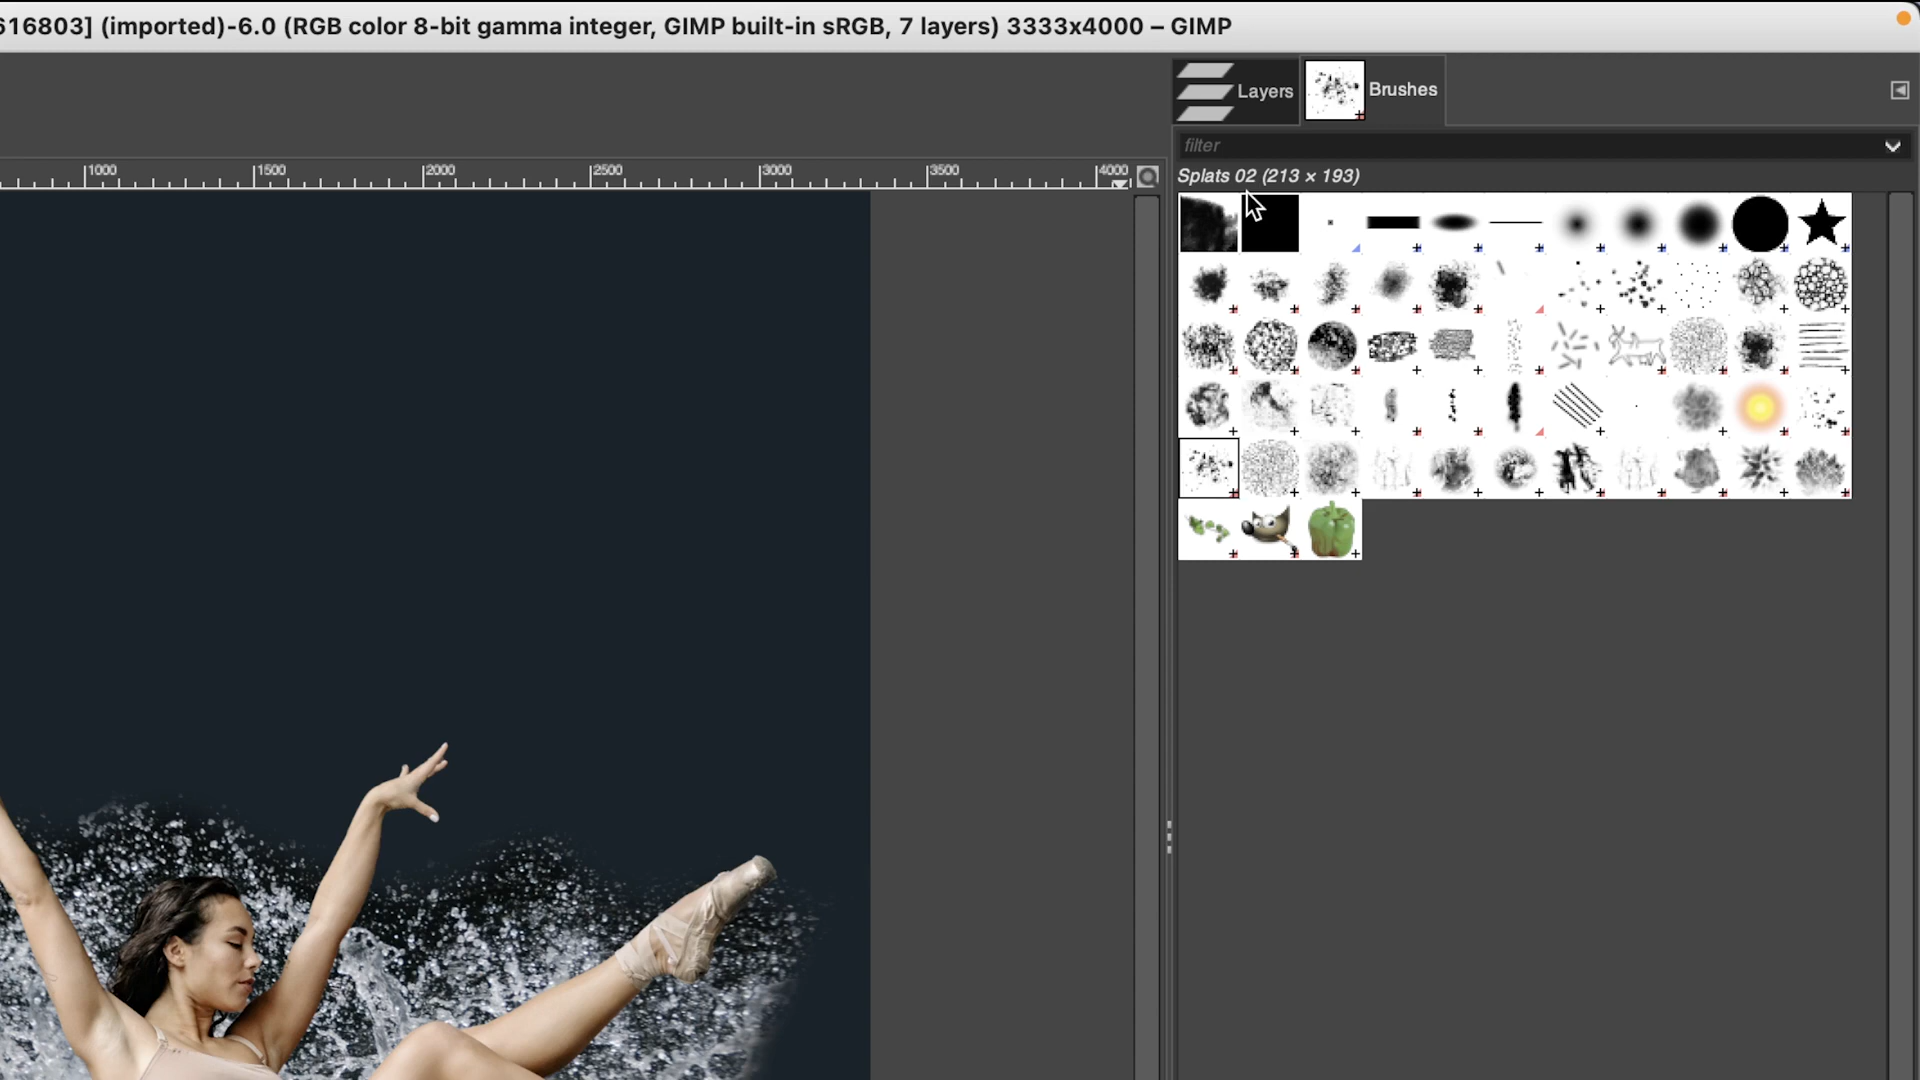 616803] (imported)-6.0 (RGB color 8-bit gamma integer, GIMP built-in sRGB, 7 layers) 3333x4000 – GIMP
Layers
Brushes
filter
1000 1500 2000 2500 3000 3500 4000
Splats 02 (213 × 193)